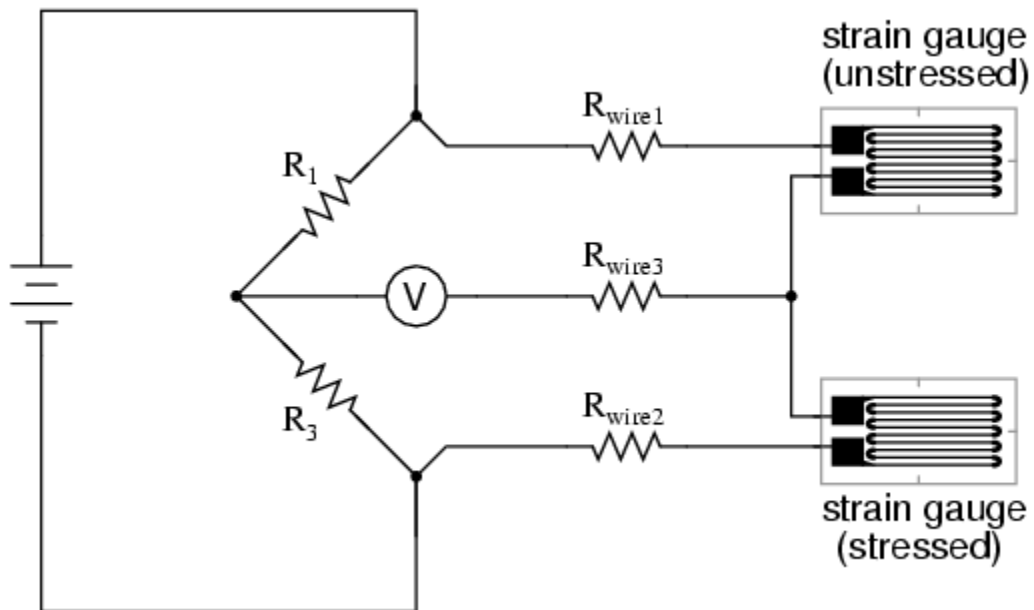 strain gauge
(unstressed)
Rwire1
R1
Rwire3
V
R3
Rwire2
strain gauge
(stressed)